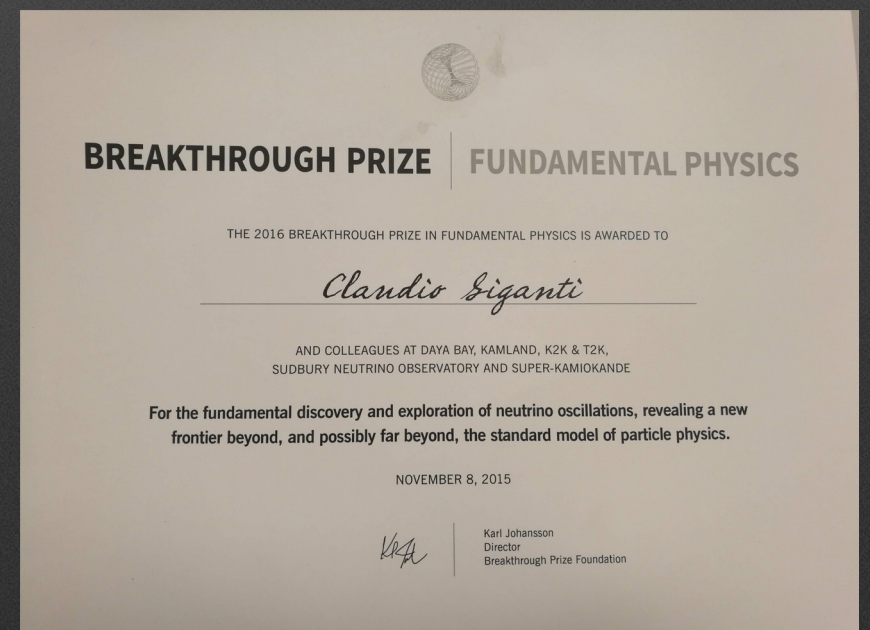 BREAKTHROUGH PRIZE FUNDAMENTAL PHYSICS
THE 2016 BREAKTHROUGH PRIZE IN FUNDAMENTAL PHYSICS IS AWARDED TO
Claudio Giganti
AND COLLEAGUES AT DAYA BAY, KAMLAND, K2K & T2K,
SUDBURY NEUTRINO OBSERVATORY AND SUPER-KAMIOKANDE
For the fundamental discovery and exploration of neutrino oscillations, revealing a new
frontier beyond, and possibly far beyond, the standard model of particle physics.
NOVEMBER 8, 2015
Karl Johansson
Director
Breakthrough Prize Foundation